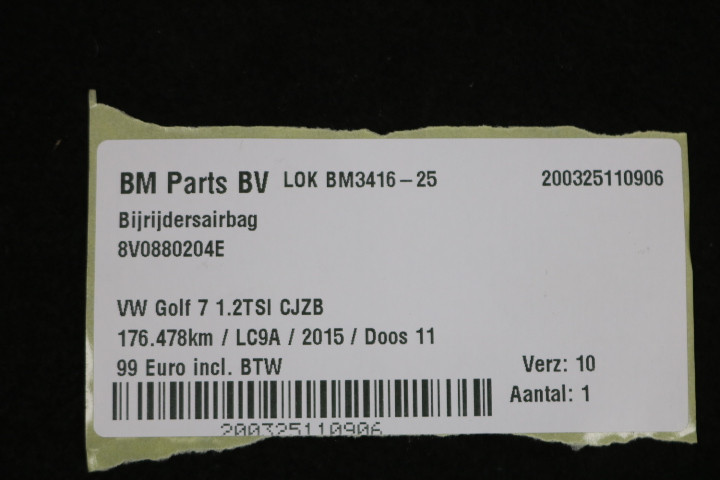 BM Parts BV LOK BM3416-25 200325110906
Bijrijdersairbag
8V0880204E
VW Golf 7 1.2TSI CJZB
176.478km / LC9A / 2015 / Doos 11
99 Euro incl. BTW Verz: 10
Aantal: 1
200325110906